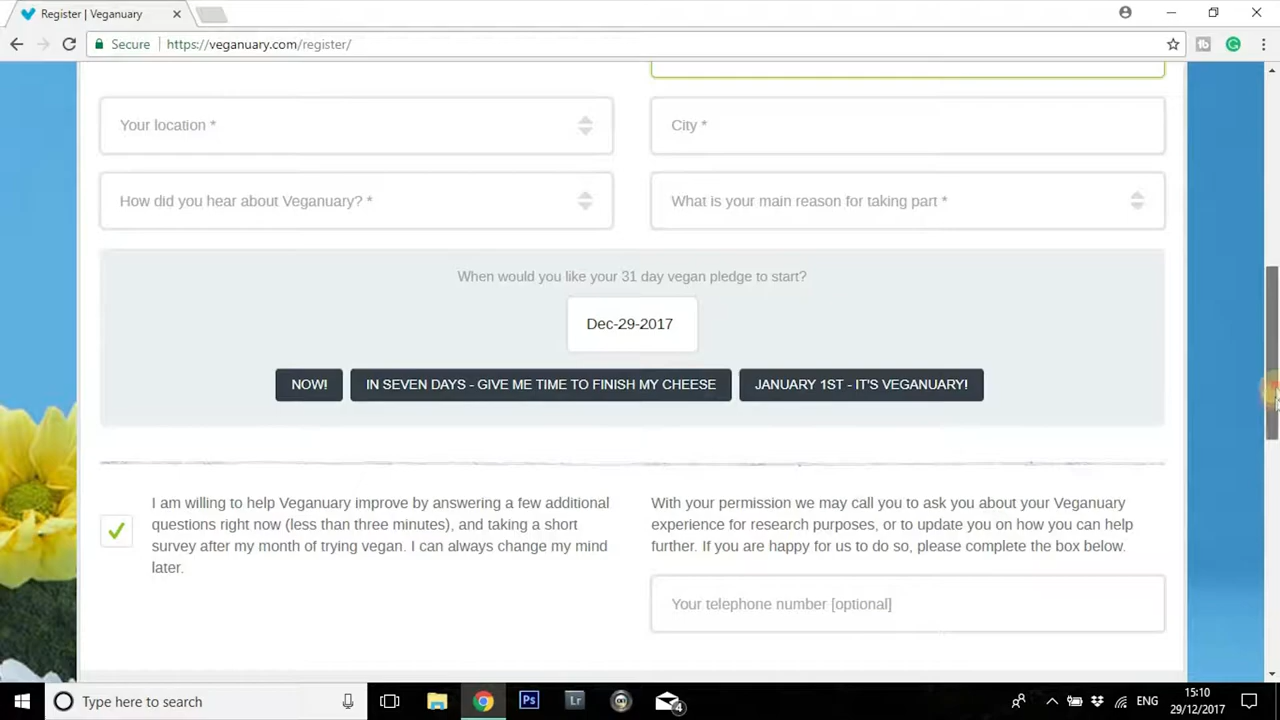 Register | Veganuary
Secure
https://veganuary.com/register/
Your location *
City *
How did you hear about Veganuary? *
What is your main reason for taking part *
When would you like your 31 day vegan pledge to start?
Dec-29-2017
NOW!
IN SEVEN DAYS - GIVE ME TIME TO FINISH MY CHEESE
JANUARY 1ST - IT'S VEGANUARY!
I am willing to help Veganuary improve by answering a few additional
questions right now (less than three minutes), and taking a short
survey after my month of trying vegan. I can always change my mind
later.
With your permission we may call you to ask you about your Veganuary
experience for research purposes, or to update you on how you can help
further. If you are happy for us to do so, please complete the box below.
Your telephone number [optional]
Type here to search
Ps
Lr
4
ENG
15:10
29/12/2017